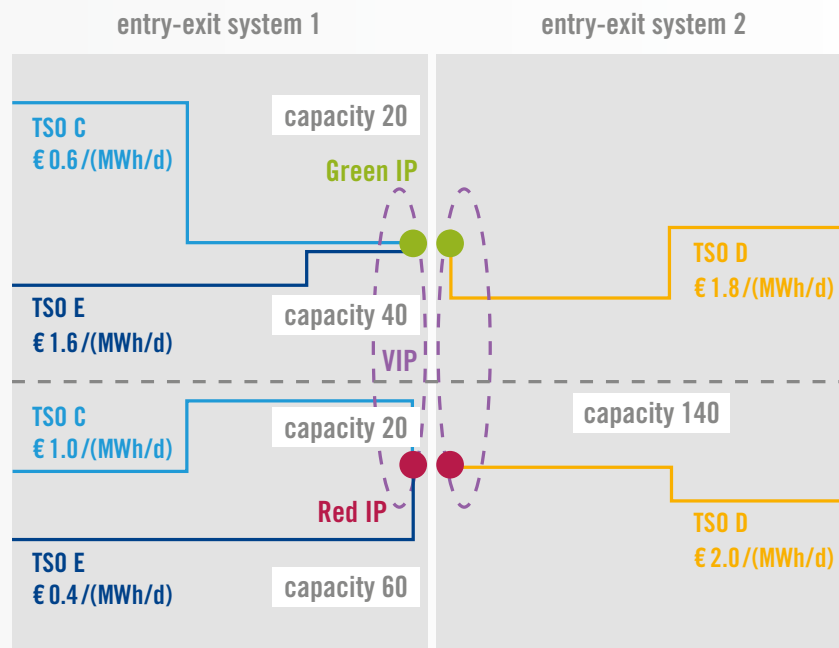 entry-exit system 1
entry-exit system 2
TSO C
€ 0.6/(MWh/d)
capacity 20
Green IP
TSO D
€ 1.8/(MWh/d)
TSO E
€ 1.6/(MWh/d)
capacity 40
VIP
TSO C
€ 1.0/(MWh/d)
capacity 20
capacity 140
Red IP
TSO D
€ 2.0/(MWh/d)
TSO E
€ 0.4/(MWh/d)
capacity 60